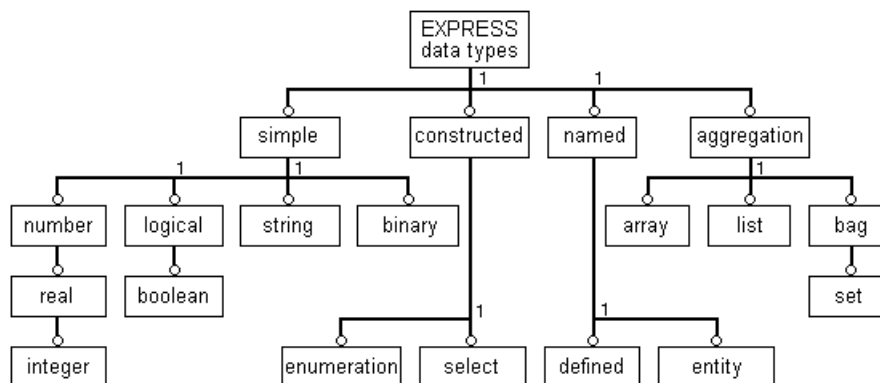 EXPRESS
data types
1 1
simple constructed named aggregation
1 1 1
number logical string binary array list bag
real boolean set
1 1
integer enumeration select defined entity